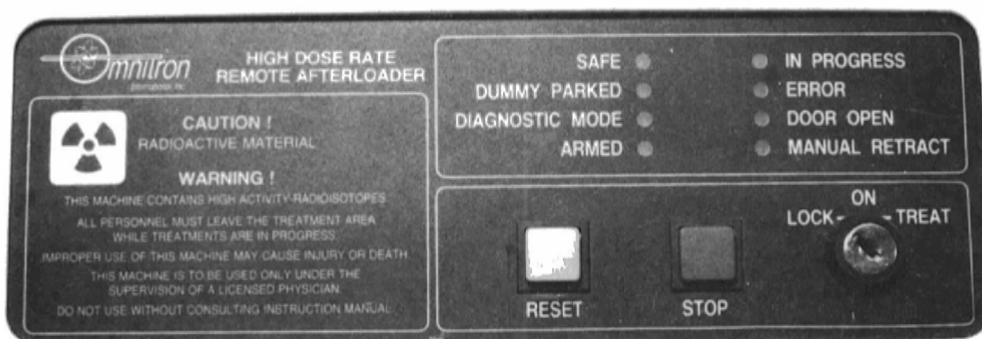 Omnitron
International, Inc.
HIGH DOSE RATE
REMOTE AFTERLOADER
CAUTION !
RADIOACTIVE MATERIAL
WARNING !
THIS MACHINE CONTAINS HIGH ACTIVITY RADIOISOTOPES
ALL PERSONNEL MUST LEAVE THE TREATMENT AREA
WHILE TREATMENTS ARE IN PROGRESS
IMPROPER USE OF THIS MACHINE MAY CAUSE INJURY OR DEATH
THIS MACHINE IS TO BE USED ONLY UNDER THE
SUPERVISION OF A LICENSED PHYSICIAN
DO NOT USE WITHOUT CONSULTING INSTRUCTION MANUAL
SAFE IN PROGRESS
DUMMY PARKED ERROR
DIAGNOSTIC MODE DOOR OPEN
ARMED MANUAL RETRACT
ON
LOCK TREAT
RESET STOP